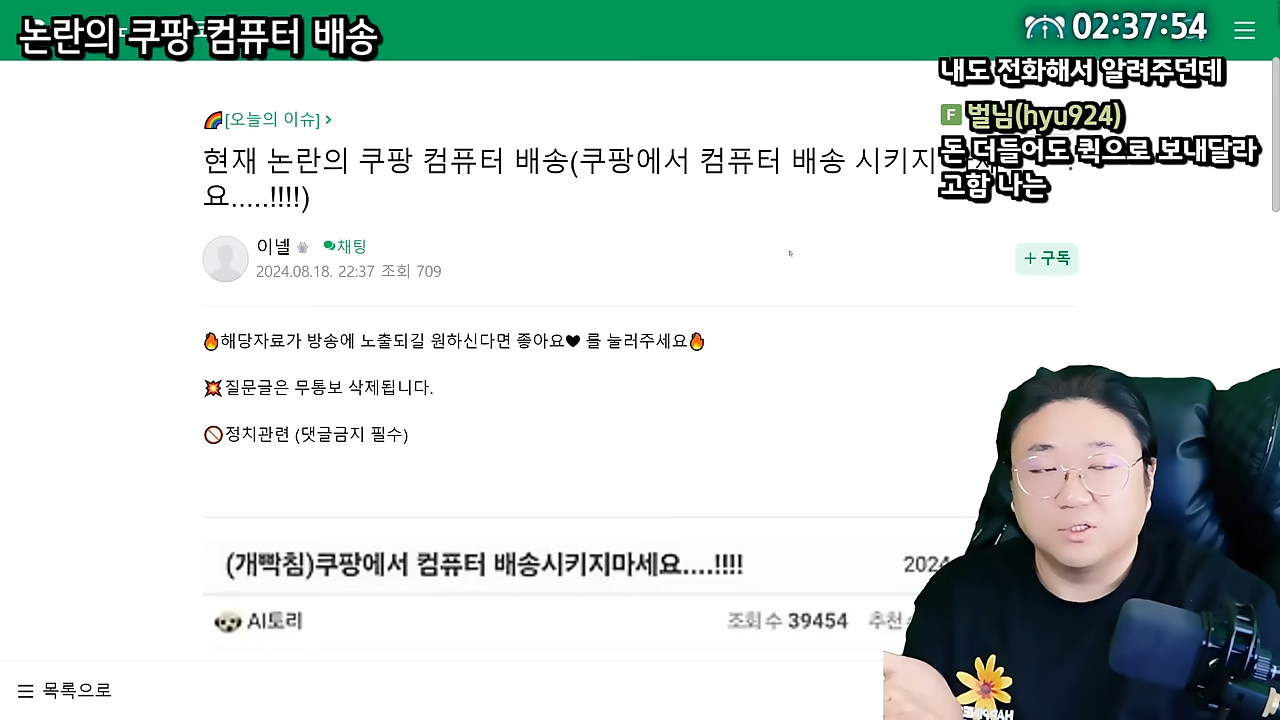 논란의 쿠팡 컴퓨터 배송
02:37:54
내도 전화해서 알려주던데
F 벌님(hyu924)
돈 더들어도 퀵으로 보내달라
고함 나는
[오늘의 이슈] >
현재 논란의 쿠팡 컴퓨터 배송(쿠팡에서 컴퓨터 배송 시키지
요.....!!!!)
이넬 채팅
2024.08.18. 22:37 조회 709
+ 구독
해당자료가 방송에 노출되길 원하신다면 좋아요🖤 를 눌러주세요
질문글은 무통보 삭제됩니다.
정치관련 (댓글금지 필수)
(개빡침)쿠팡에서 컴퓨터 배송시키지마세요....!!!! 2024
AI토리 조회 수 39454 추천
목록으로